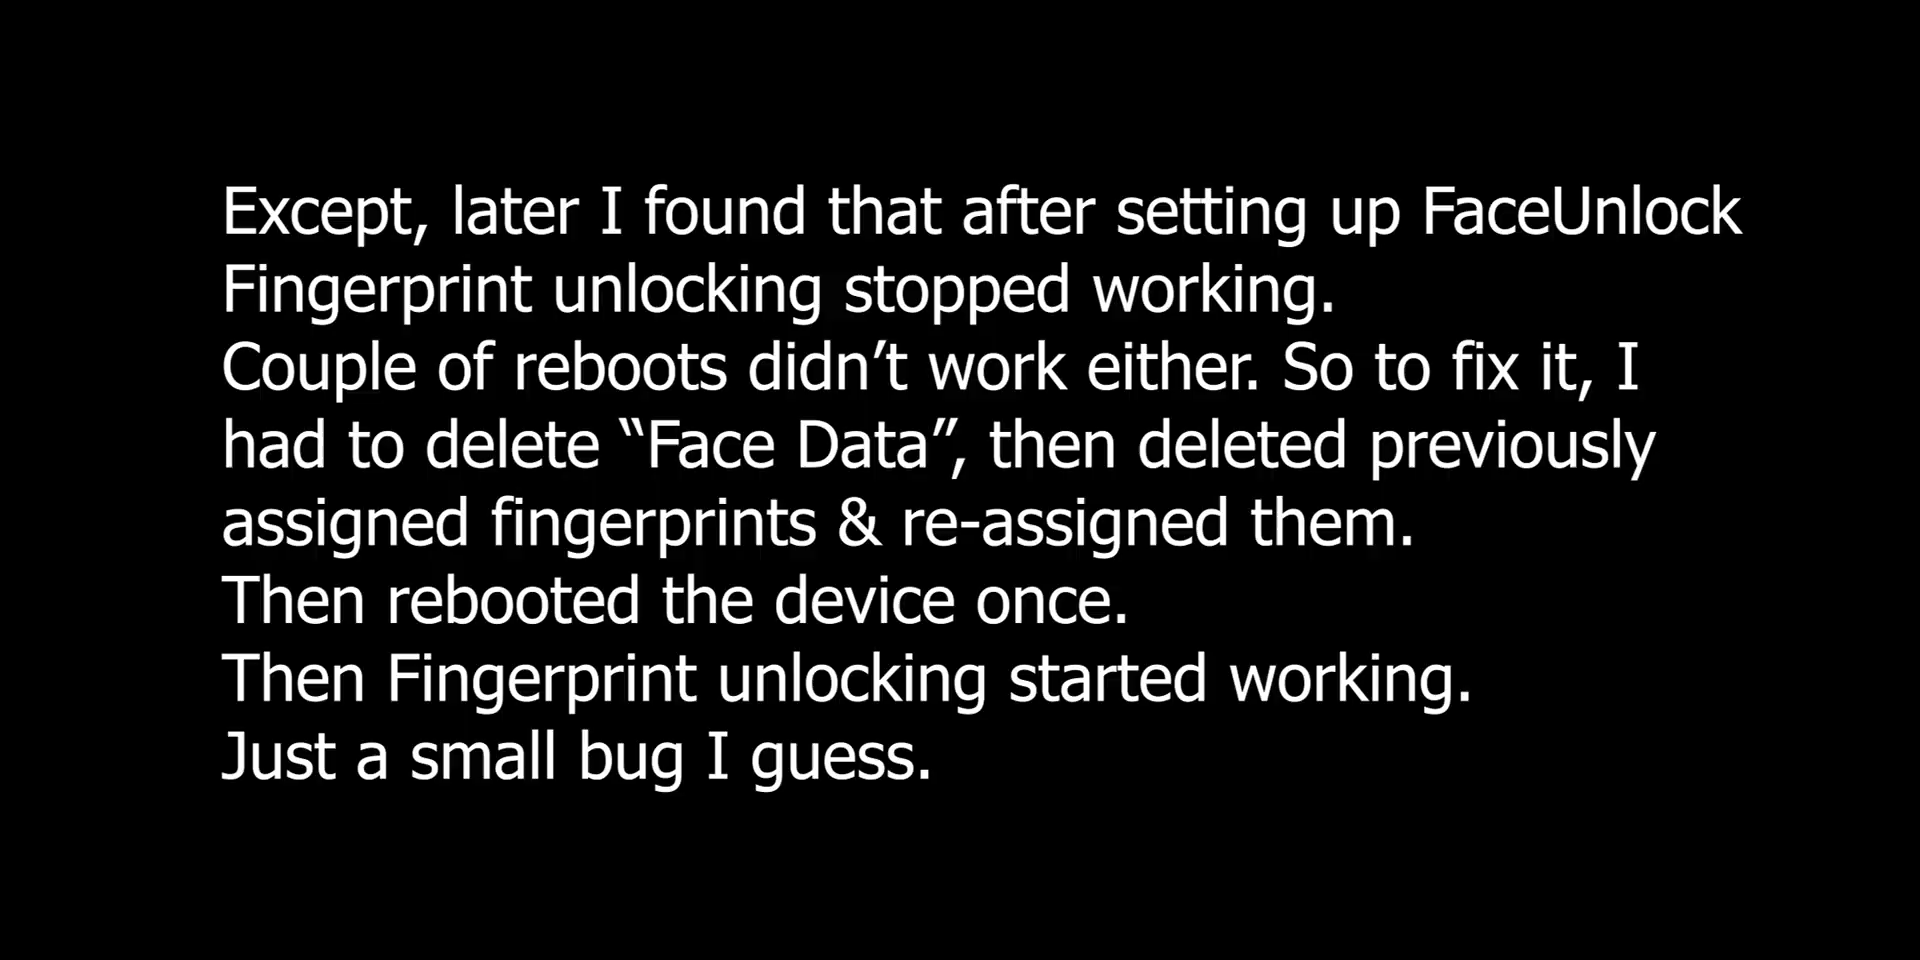 Except, later I found that after setting up FaceUnlock
Fingerprint unlocking stopped working.
Couple of reboots didn’t work either. So to fix it, I
had to delete “Face Data”, then deleted previously
assigned fingerprints & re-assigned them.
Then rebooted the device once.
Then Fingerprint unlocking started working.
Just a small bug I guess.